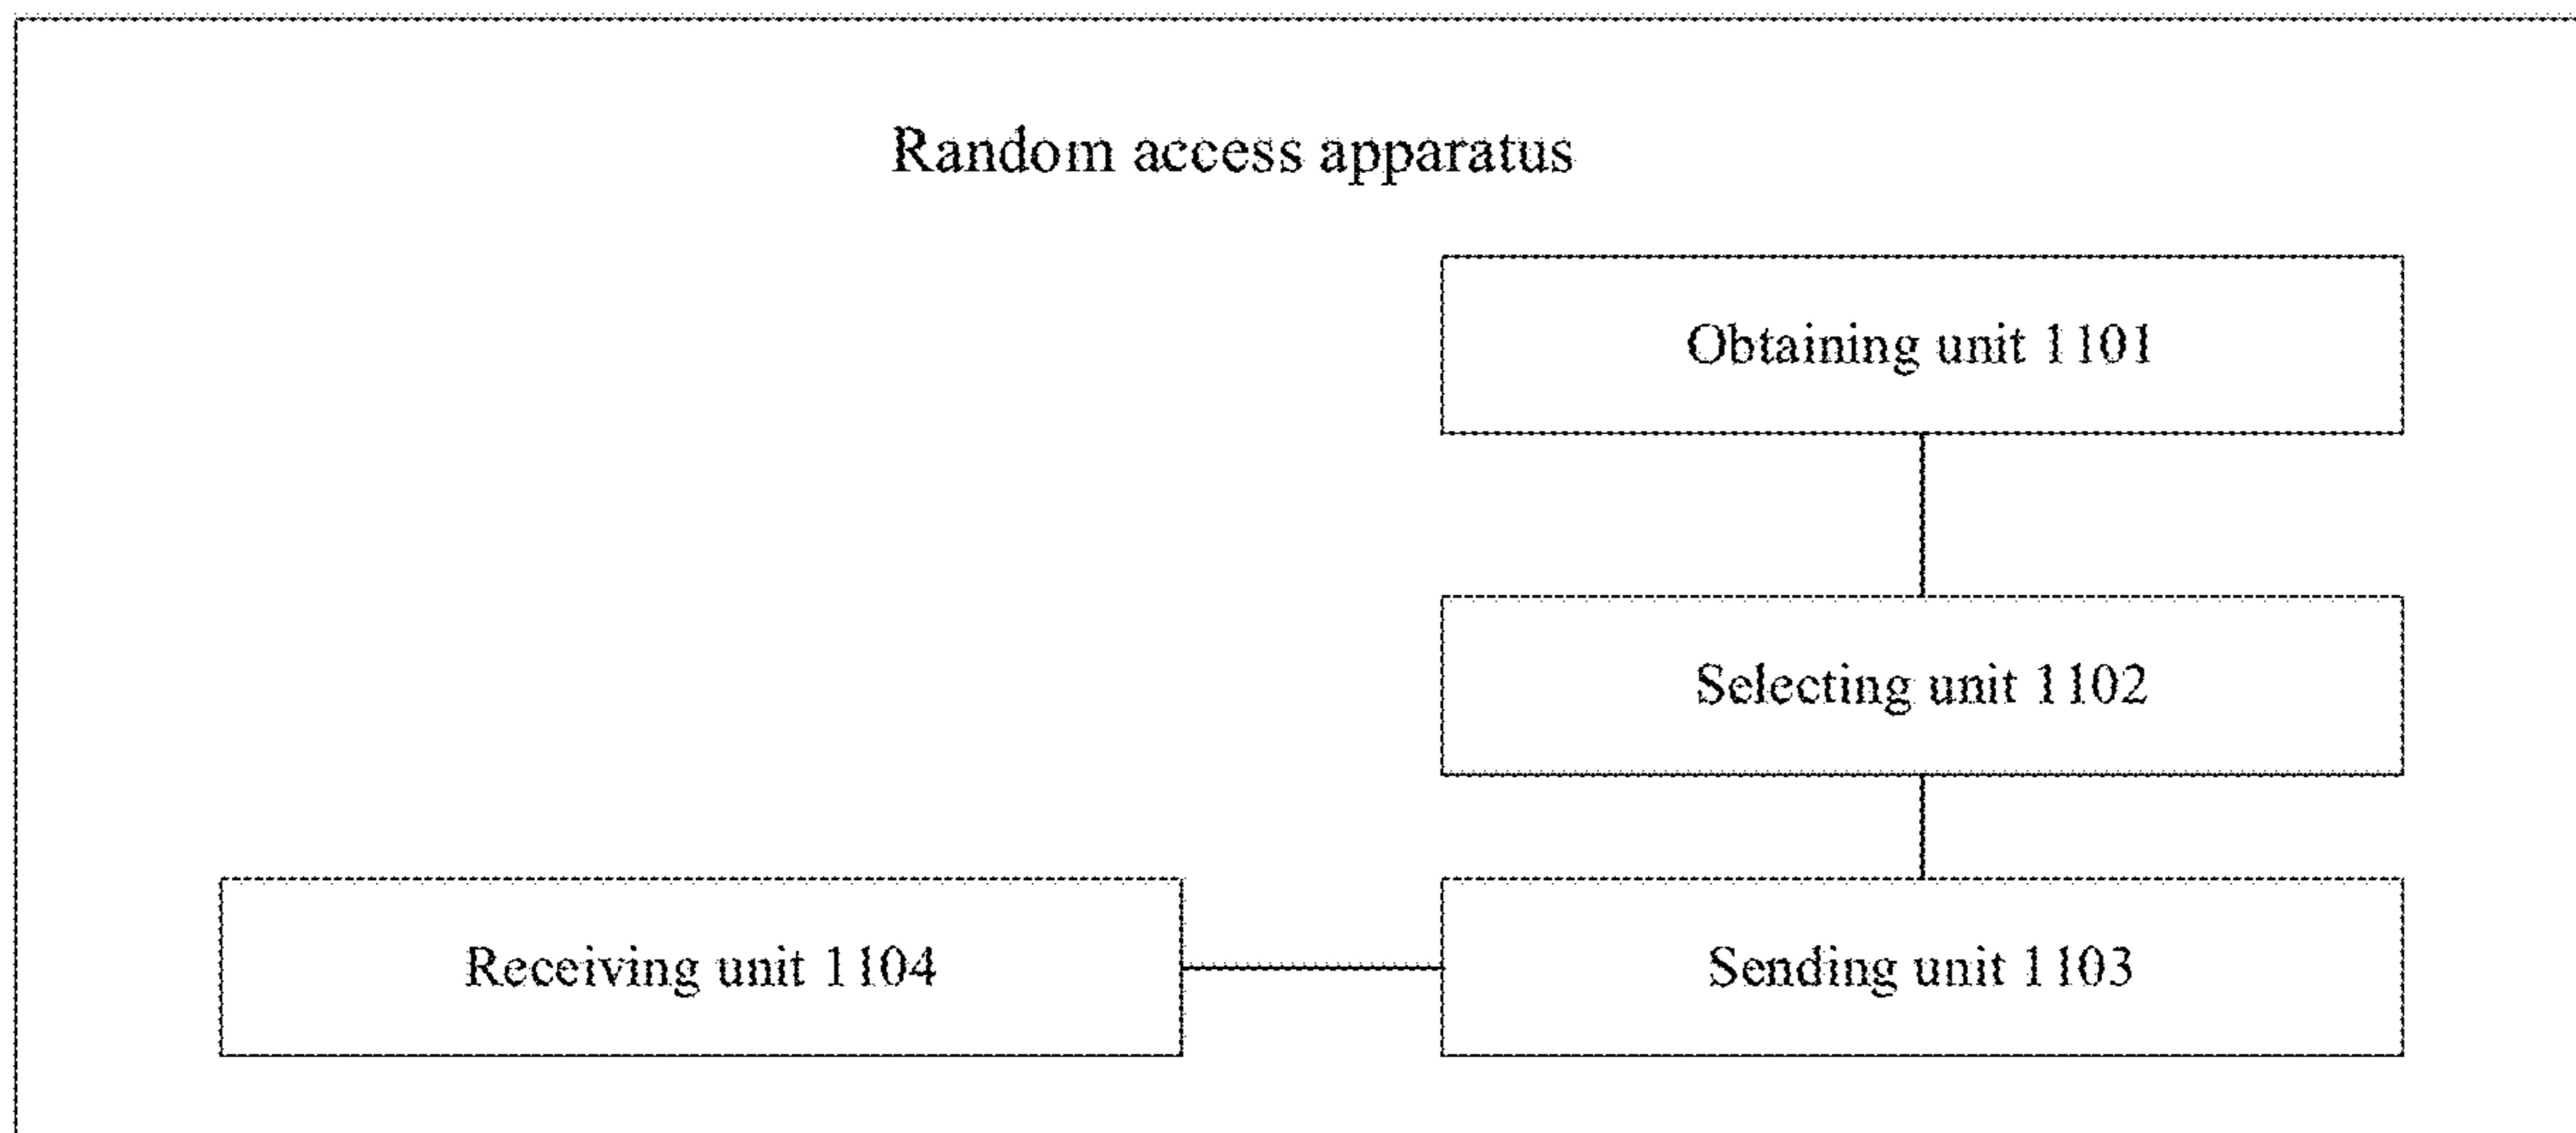 Random access apparatus
Obtaining unit 1101
Selecting unit 1102
Receiving unit 1104
Sending unit 1103